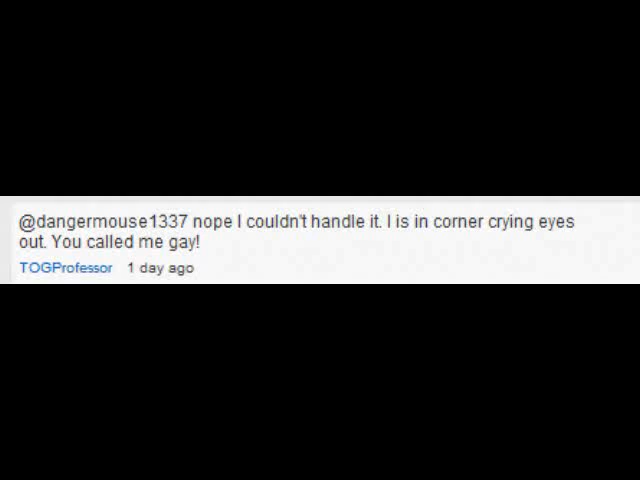 @dangermouse1337 nope I couldn't handle it. I is in corner crying eyes
out. You called me gay!
TOGProfessor 1 day ago